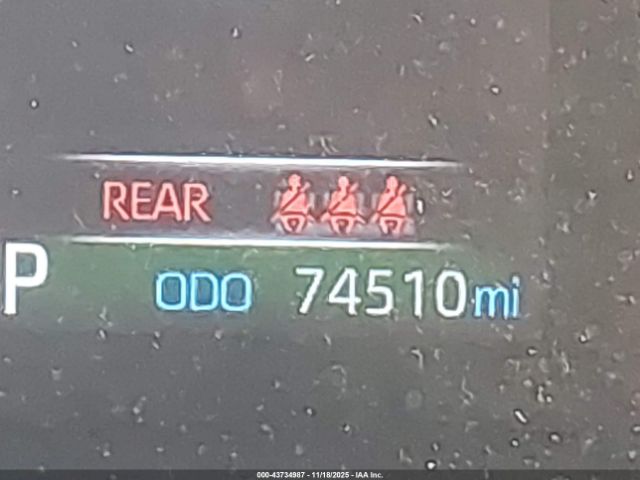 REAR
P ODO 74510mi
000-43734987 - 11/18/2025 - IAA Inc.